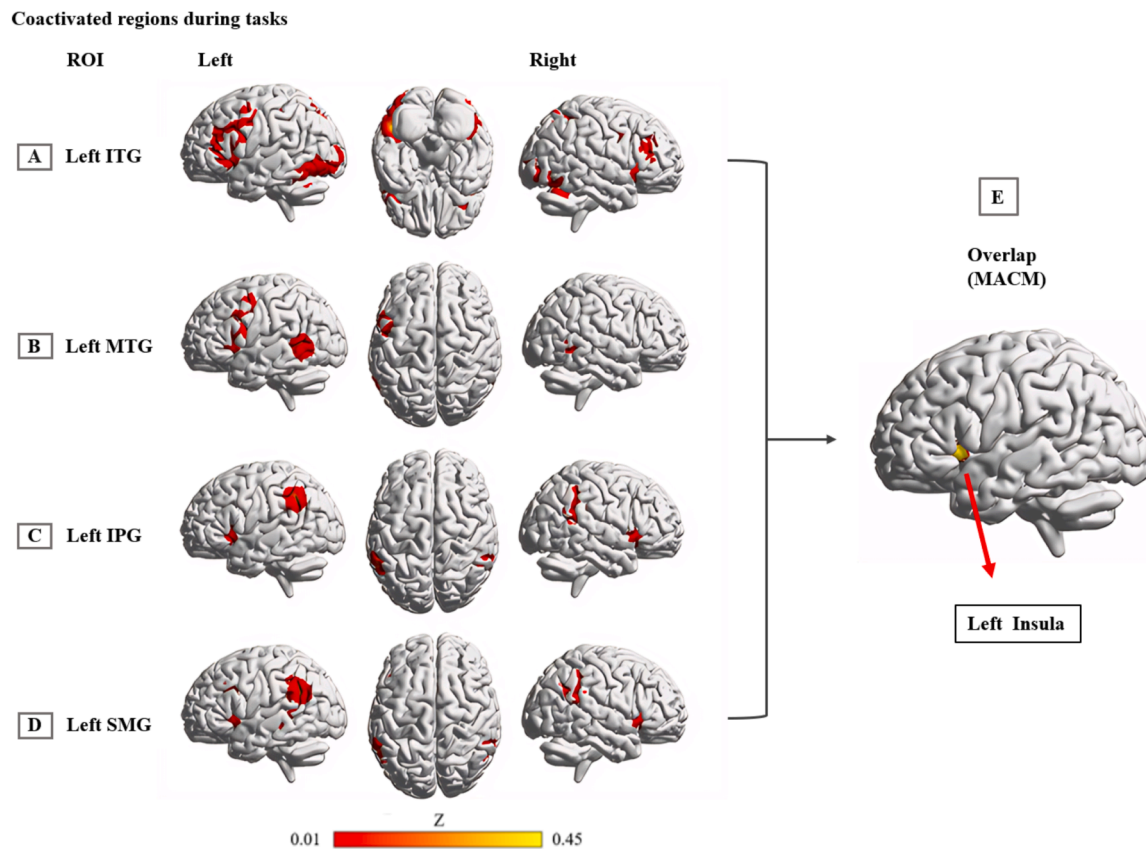 Coactivated regions during tasks
ROI Left Right
A Left ITG
B Left MTG
C Left IPG
D Left SMG
E
Overlap
(MACM)
Left Insula
Z
0.01 0.45